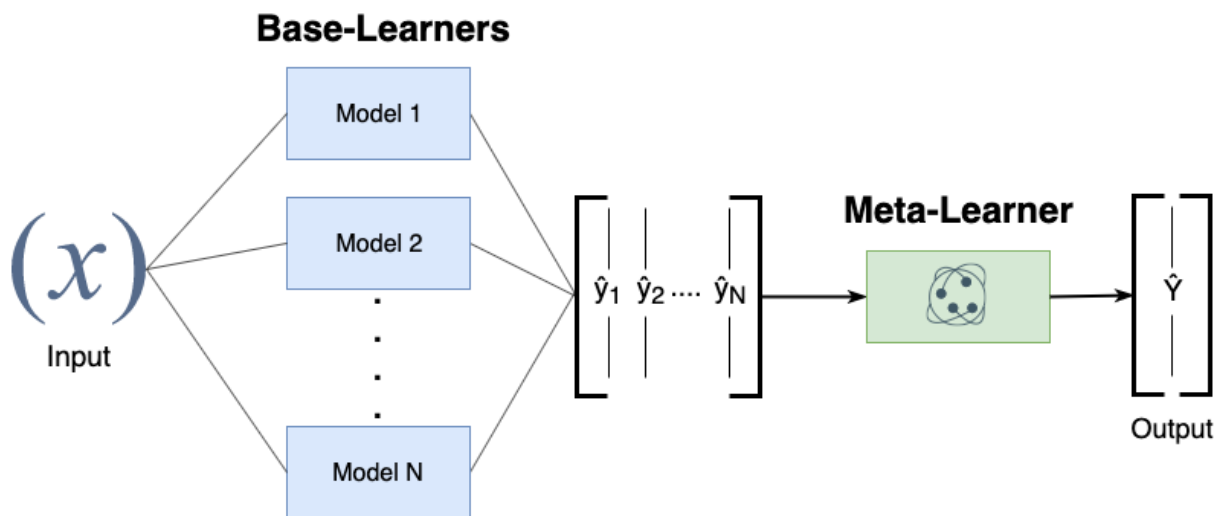 Base-Learners
Model 1
Model 2
Model N
(x)
Input
ŷ1 ŷ2 .... ŷN
Meta-Learner
Ŷ
Output